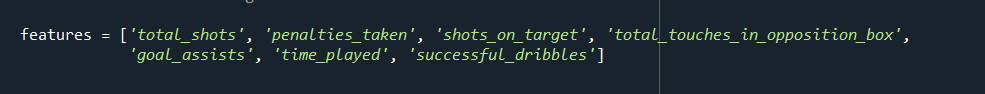 features = ['total_shots', 'penalties_taken', 'shots_on_target', 'total_touches_in_opposition_box',
'goal_assists', 'time_played', 'successful_dribbles']